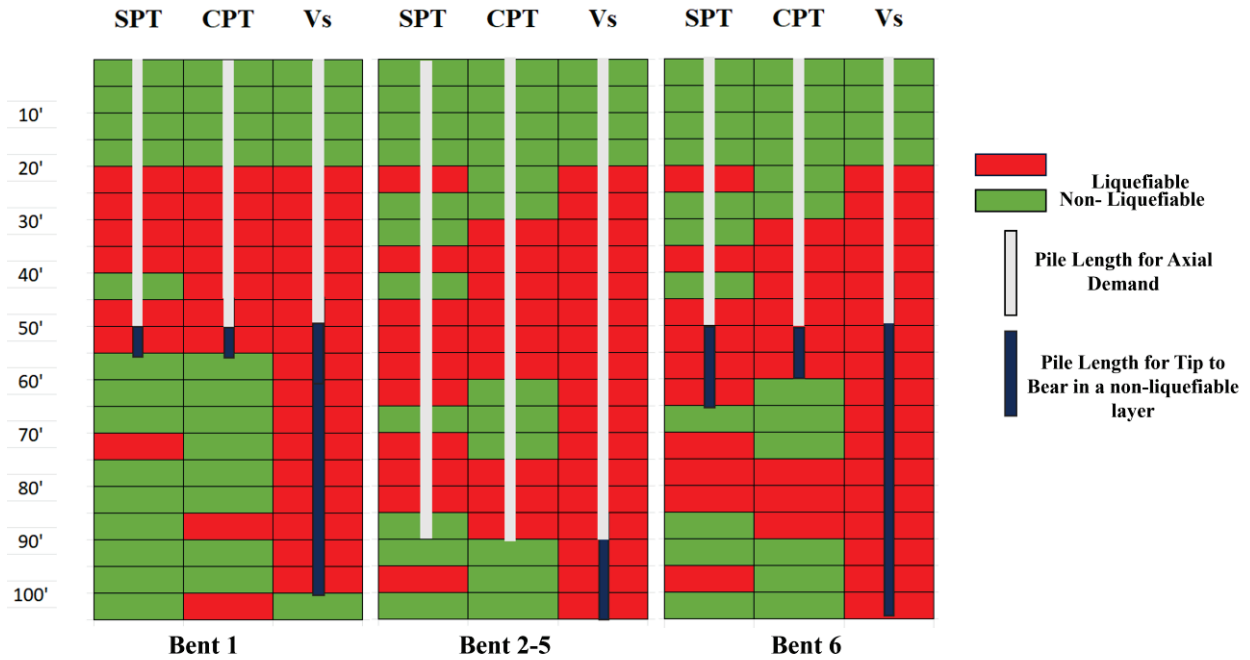 SPT CPT Vs SPT CPT Vs SPT CPT Vs
10'
20'
30'
40'
50'
60'
70'
80'
90'
100'
Liquefiable
Non- Liquefiable
Pile Length for Axial
Demand
Pile Length for Tip to
Bear in a non-liquefiable
layer
Bent 1 Bent 2-5 Bent 6